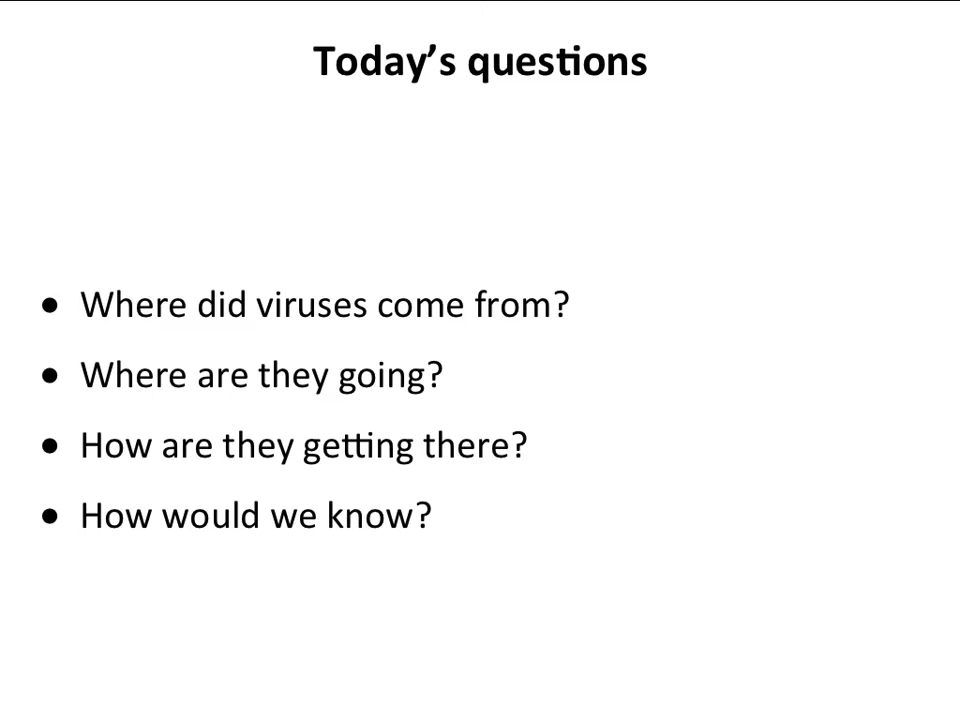 Today’s questions
● Where did viruses come from?
● Where are they going?
● How are they getting there?
● How would we know?